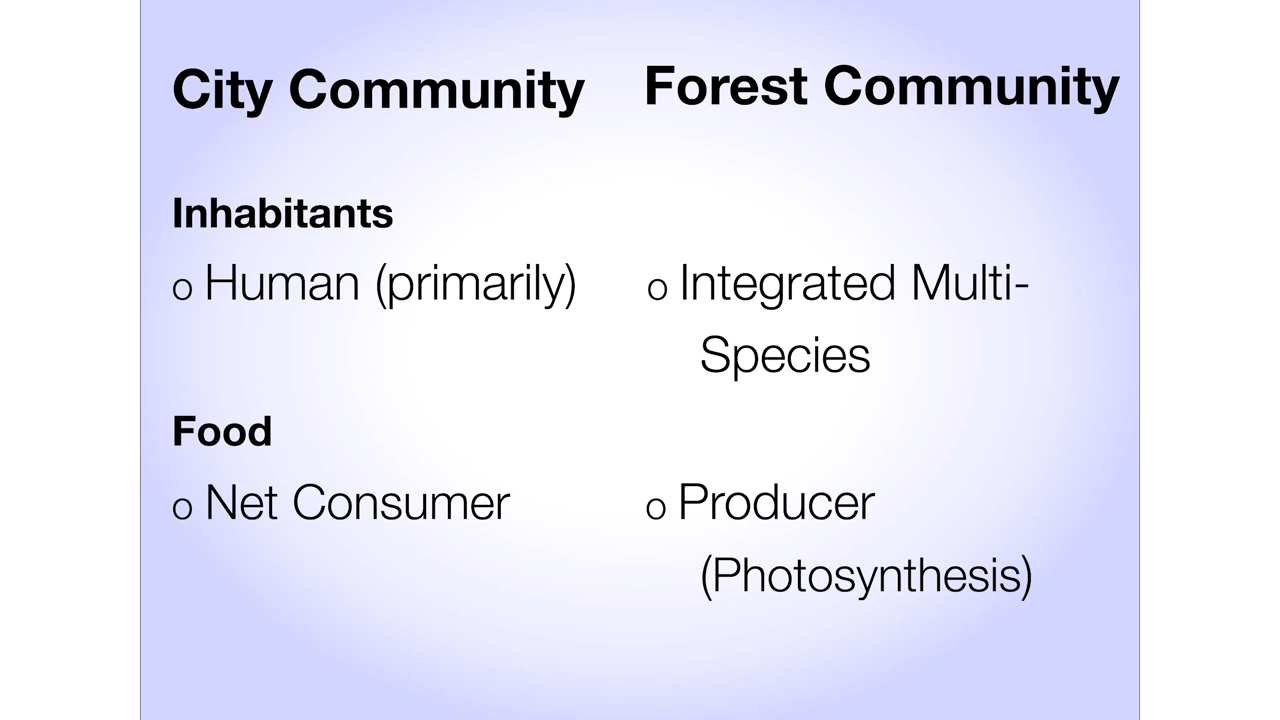 City Community Forest Community
Inhabitants
o Human (primarily) o Integrated Multi-
Species
Food
o Net Consumer o Producer
(Photosynthesis)